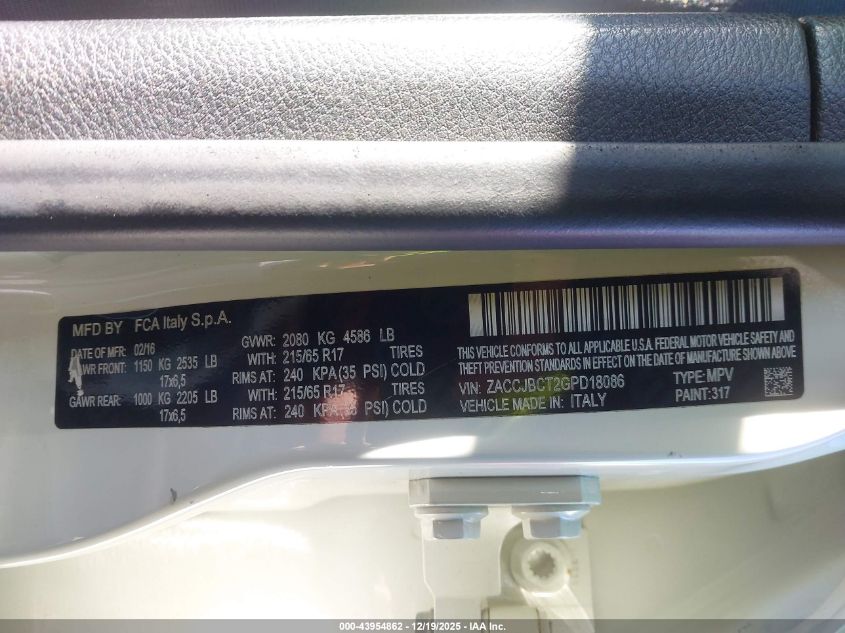 MFD BY FCA Italy S.p.A.
DATE OF MFR: 02/16
GAWR FRONT: 1150 KG 2535 LB
17x6,5
GAWR REAR: 1000 KG 2205 LB
17x6,5
GVWR: 2080 KG 4586 LB
WITH: 215/65 R17 TIRES
RIMS AT: 240 KPA(35 PSI) COLD
WITH: 215/65 R17 TIRES
RIMS AT: 240 KPA(35 PSI) COLD
THIS VEHICLE CONFORMS TO ALL APPLICABLE U.S.A. FEDERAL MOTOR VEHICLE SAFETY AND
THEFT PREVENTION STANDARDS IN EFFECT ON THE DATE OF MANUFACTURE SHOWN ABOVE.
VIN: ZACCJBCT2GPD18086 TYPE:MPV
VEHICLE MADE IN: ITALY PAINT:317
000-43954862 - 12/19/2025 - IAA Inc.